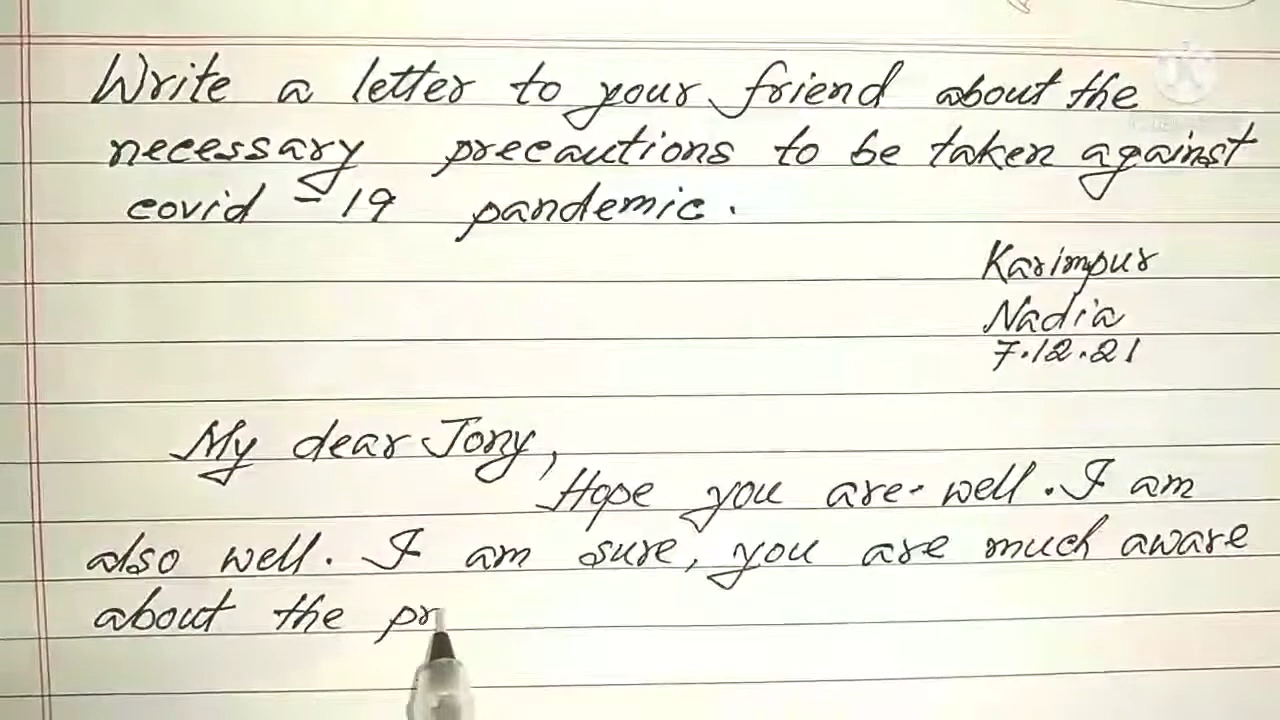 Write a letter to your friend about the
necessary precautions to be taken against
covid - 19 pandemic.
Karimpur
Nadia
7.12.21
My dear Jony,
Hope you are well. I am
also well. I am sure, you are much aware
about the pr